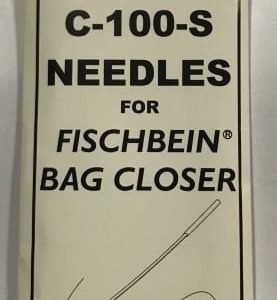 C-100-S
NEEDLES
FOR
FISCHBEIN®
BAG CLOSER